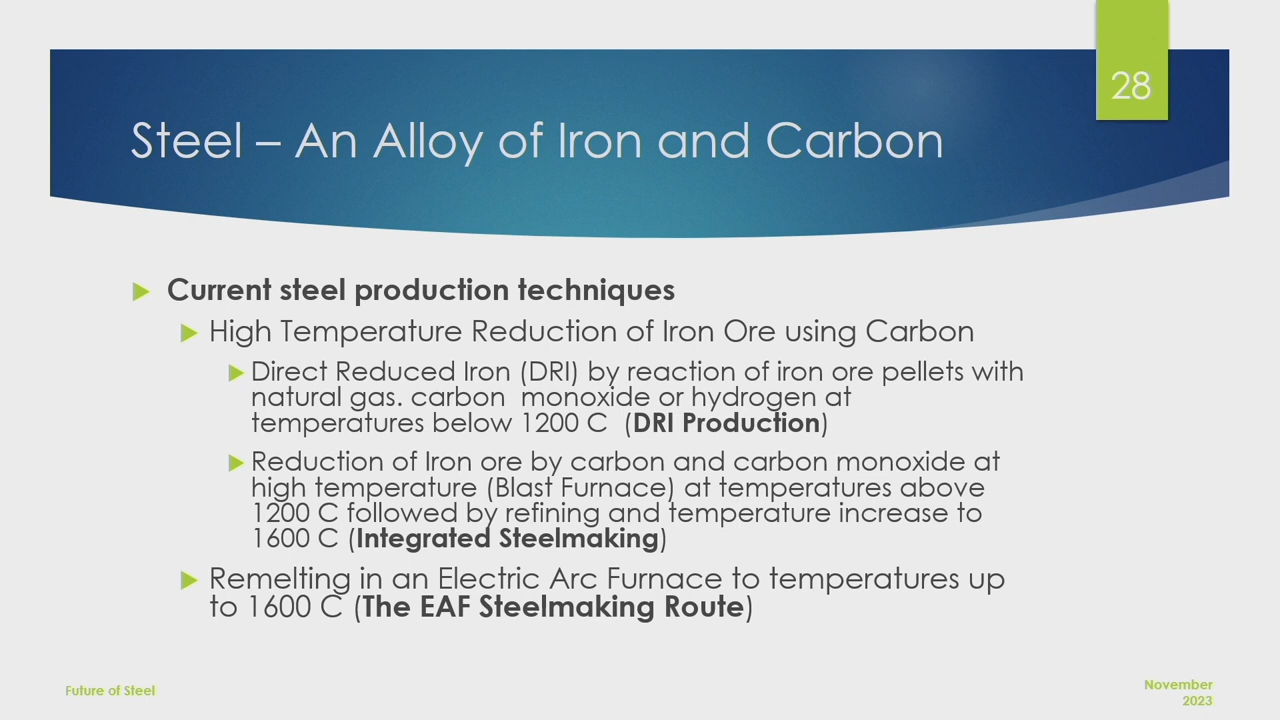 28
Steel – An Alloy of Iron and Carbon
Current steel production techniques
High Temperature Reduction of Iron Ore using Carbon
Direct Reduced Iron (DRI) by reaction of iron ore pellets with
natural gas. carbon  monoxide or hydrogen at
temperatures below 1200 C  (DRI Production)
Reduction of Iron ore by carbon and carbon monoxide at
high temperature (Blast Furnace) at temperatures above
1200 C followed by refining and temperature increase to
1600 C (Integrated Steelmaking)
Remelting in an Electric Arc Furnace to temperatures up
to 1600 C (The EAF Steelmaking Route)
Future of Steel
November
2023